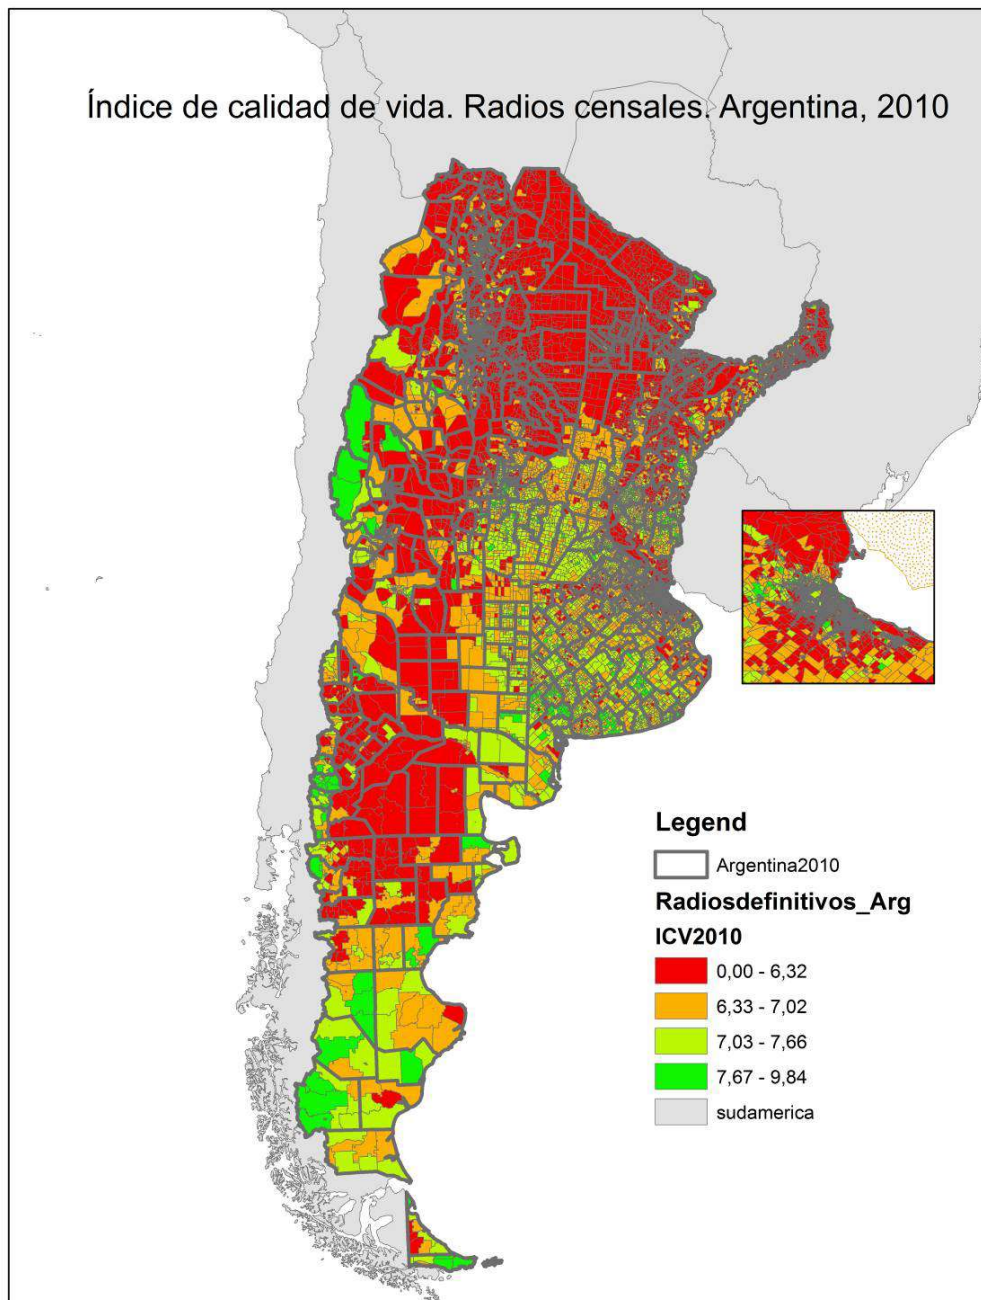 Índice de calidad de vida. Radios censales. Argentina, 2010
Legend
Argentina2010
Radiosdefinitivos_Arg
ICV2010
0,00 - 6,32
6,33 - 7,02
7,03 - 7,66
7,67 - 9,84
sudamerica